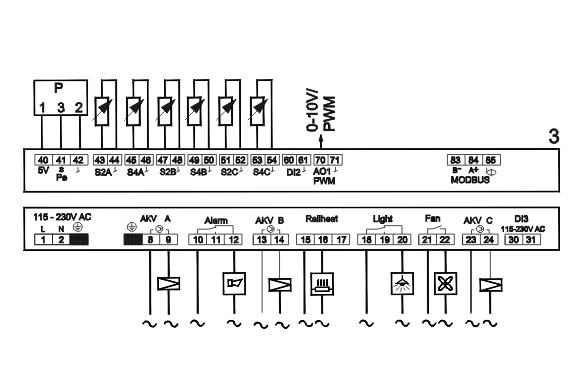 P
1 3 2
0-10V/
PWM
3
40 41 42 43 44 45 46 47 48 49 50 51 52 53 54 60 61 70 71 83 84 85
5V S Pe S2A S4A S2B S4B S2C S4C DI2 AO1 PWM B- A+
MODBUS
115 - 230V AC AKV A Alarm AKV B Railheat Light Fan AKV C DI3
L N 115-230V AC
1 2 8 9 10 11 12 13 14 15 16 17 18 19 20 21 22 23 24 30 31